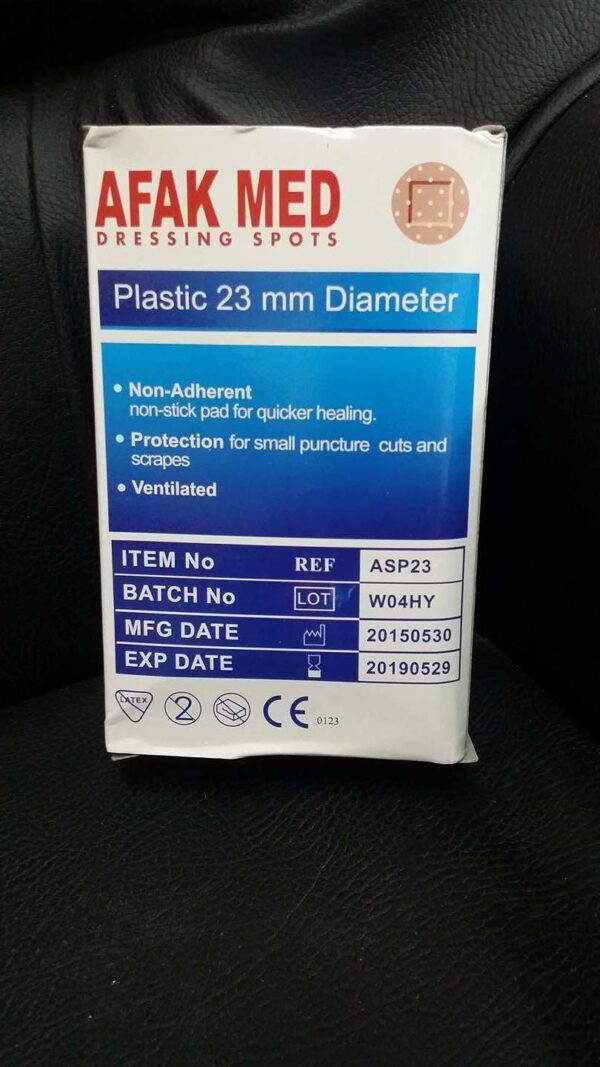 AFAK MED
DRESSING SPOTS
Plastic 23 mm Diameter
• Non-Adherent
non-stick pad for quicker healing.
• Protection for small puncture cuts and
scrapes
• Ventilated
ITEM No REF ASP23
BATCH No LOT W04HY
MFG DATE 20150530
EXP DATE 20190529
LATEX 2 CE 0123